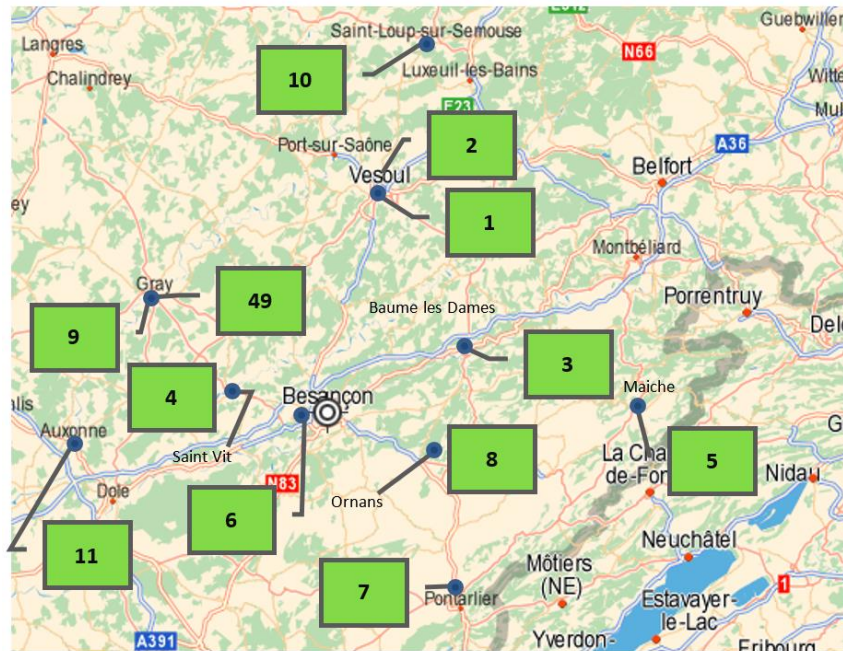 E512
Guebwiller
Saint-Loup-sur-Semouse
Langres
N66
Chalindrey
10
Luxeuil-les-Bains
Witte
E23
Mul
2
A36
Port-sur-Saône
Vesoul
Belfort
ey
1
Montbéliard
Gray
49
Porrentruy
Baume les Dames
9
Del
3
4
Maiche
Besançon
alis
Auxonne
Saint Vit
8
La Cha
de-Fon
5
G
Nidau
N83
Dole
Ornans
6
11
Neuchâtel
7
Môtiers
(NE)
1
Pontarlier
Estavayer-
le-Lac
A391
Yverdon-
Fribourg